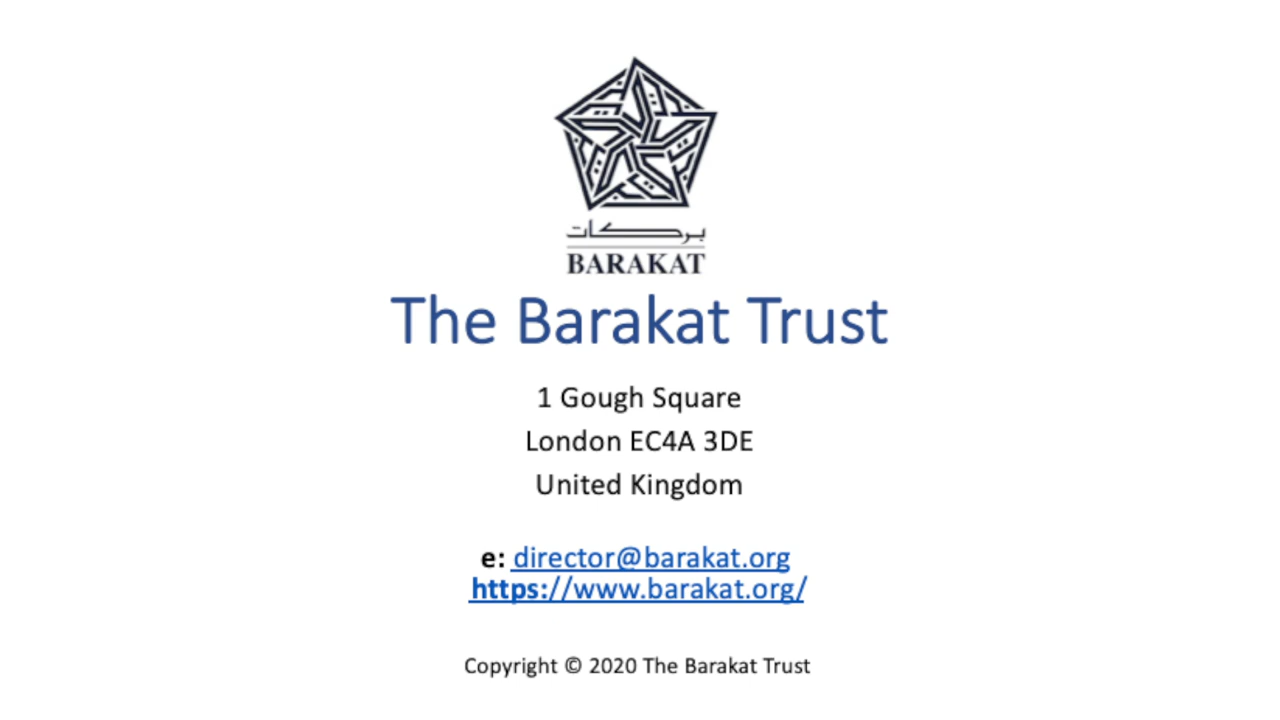 بركات
BARAKAT
The Barakat Trust
1 Gough Square
London EC4A 3DE
United Kingdom
e: director@barakat.org
https://www.barakat.org/
Copyright © 2020 The Barakat Trust